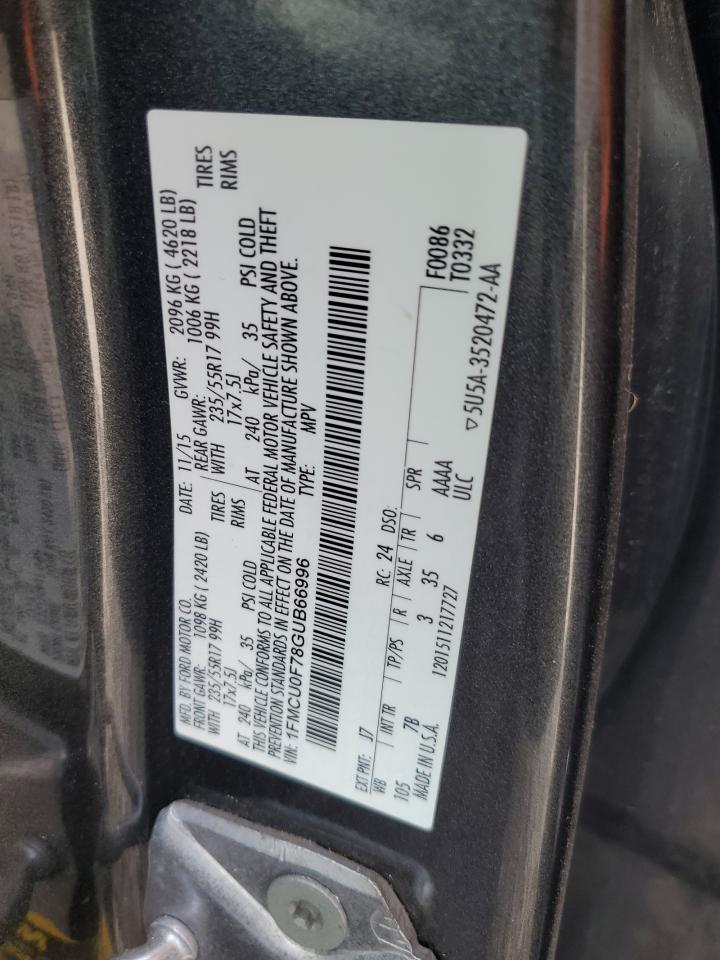 MFD. BY FORD MOTOR CO.
DATE: 11/15 GVWR: 2096 KG ( 4620 LB)
FRONT GAWR: 1098 KG ( 2420 LB) REAR GAWR: 1006 KG ( 2218 LB)
WITH 235/55R17 99H TIRES WITH 235/55R17 99H TIRES
17x7.5J RIMS 17x7.5J RIMS
AT 240 kPa/ 35 PSI COLD AT 240 kPa/ 35 PSI COLD
THIS VEHICLE CONFORMS TO ALL APPLICABLE FEDERAL MOTOR VEHICLE SAFETY AND THEFT
PREVENTION STANDARDS IN EFFECT ON THE DATE OF MANUFACTURE SHOWN ABOVE.
VIN: 1FMCU0F78GUB66996 TYPE: MPV
EXT PNT: J7 RC: 24 DSO: F0086
T0332
WB INT TR TP/PS R AXLE TR SPR
105 7B 3 35 6 AAAA
MADE IN U.S.A. 1201511217727 ULC
▽5U5A-3520472-AA